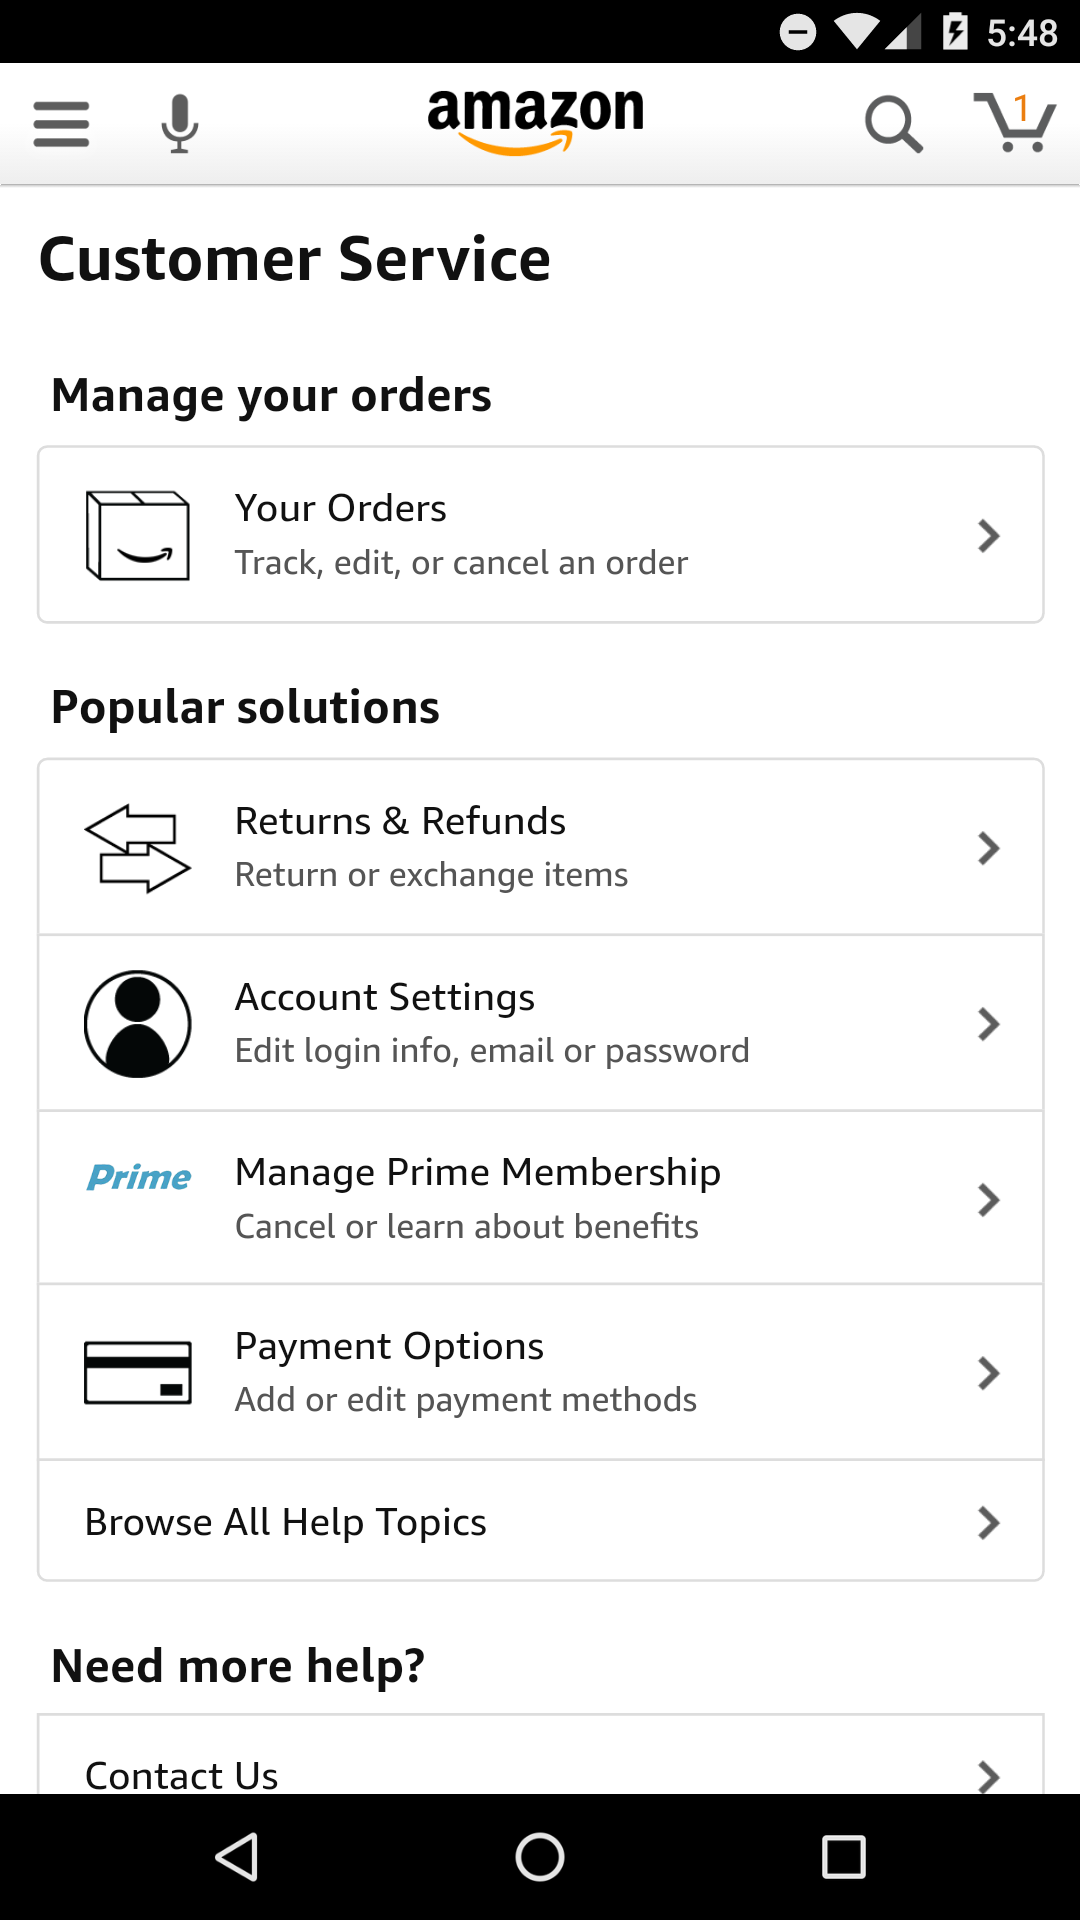 5:48
amazon
1
Customer Service
Manage your orders
Your Orders
Track, edit, or cancel an order
Popular solutions
Returns & Refunds
Return or exchange items
Account Settings
Edit login info, email or password
Prime
Manage Prime Membership
Cancel or learn about benefits
Payment Options
Add or edit payment methods
Browse All Help Topics
Need more help?
Contact Us